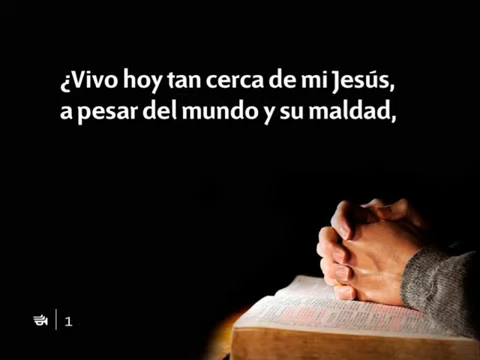 ¿Vivo hoy tan cerca de mi Jesús,
a pesar del mundo y su maldad,
1